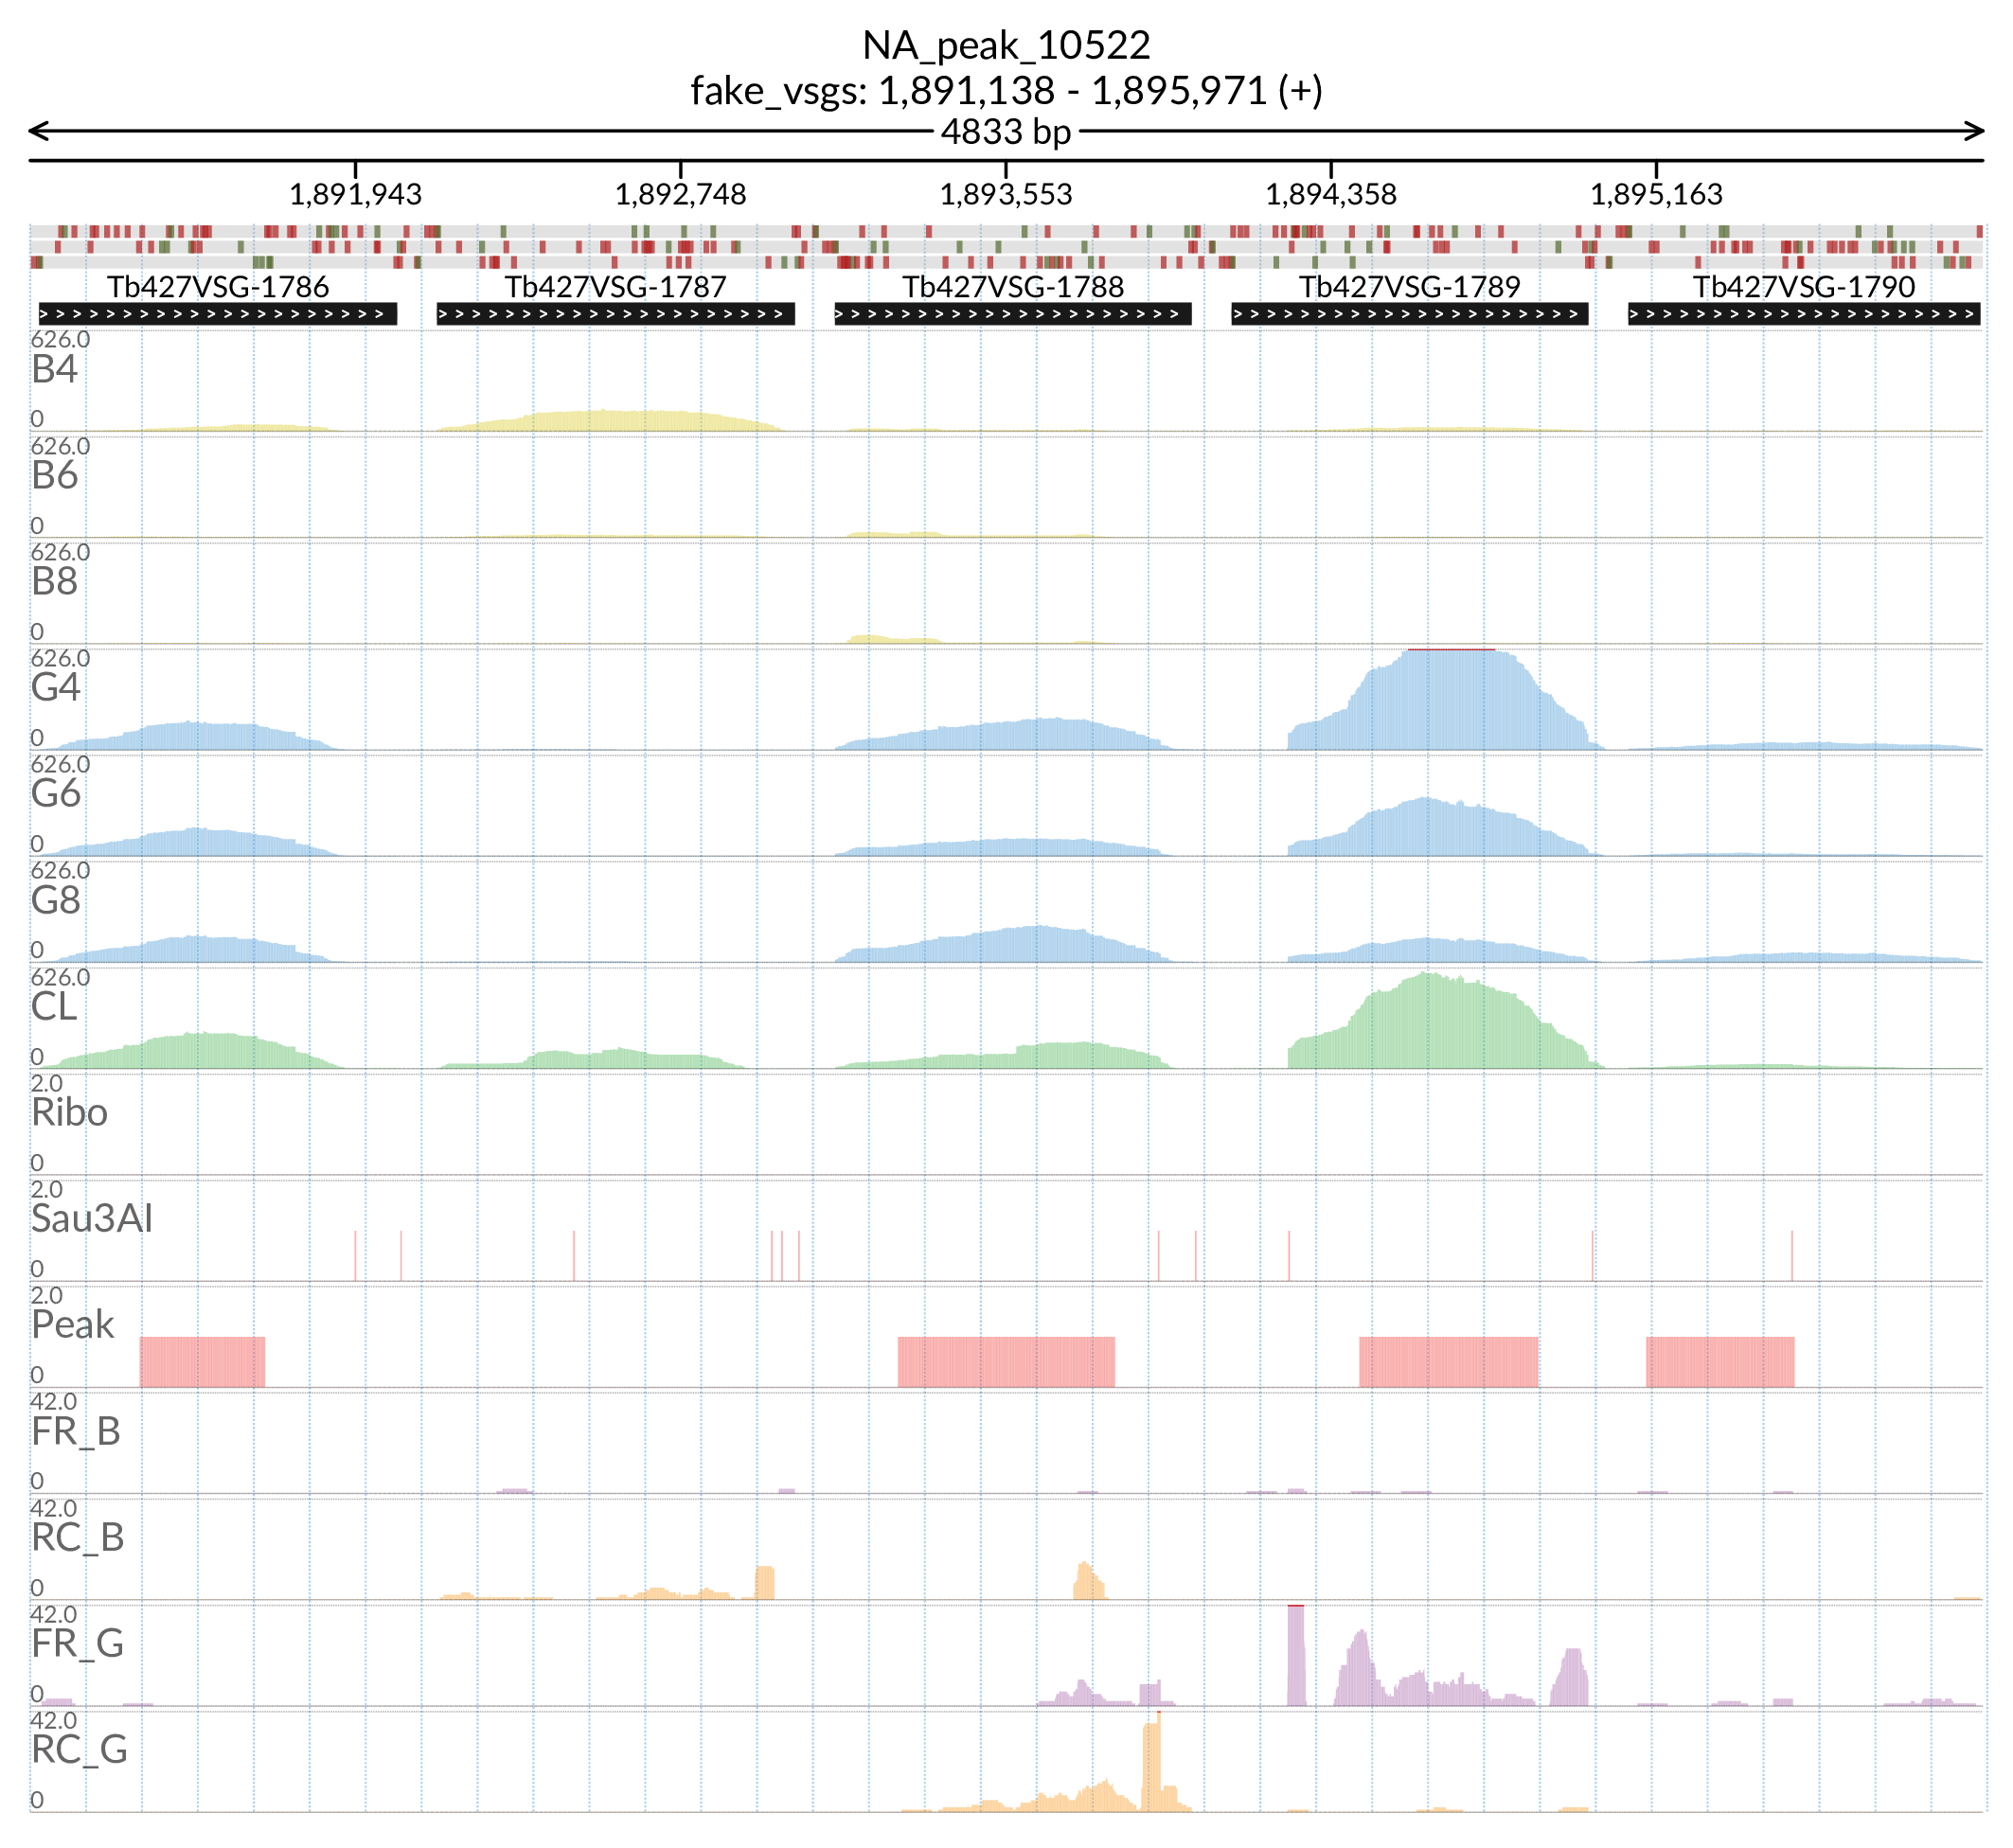 NA_peak_10522
fake_vsgs: 1,891,138 - 1,895,971 (+)
4833 bp
1,891,943 1,892,748 1,893,553 1,894,358 1,895,163
Tb427VSG-1786 Tb427VSG-1787 Tb427VSG-1788 Tb427VSG-1789 Tb427VSG-1790
626.0
B4
0
626.0
B6
0
626.0
B8
0
626.0
G4
0
626.0
G6
0
626.0
G8
0
626.0
CL
0
2.0
Ribo
0
2.0
Sau3AI
0
2.0
Peak
0
42.0
FR_B
0
42.0
RC_B
0
42.0
FR_G
0
42.0
RC_G
0